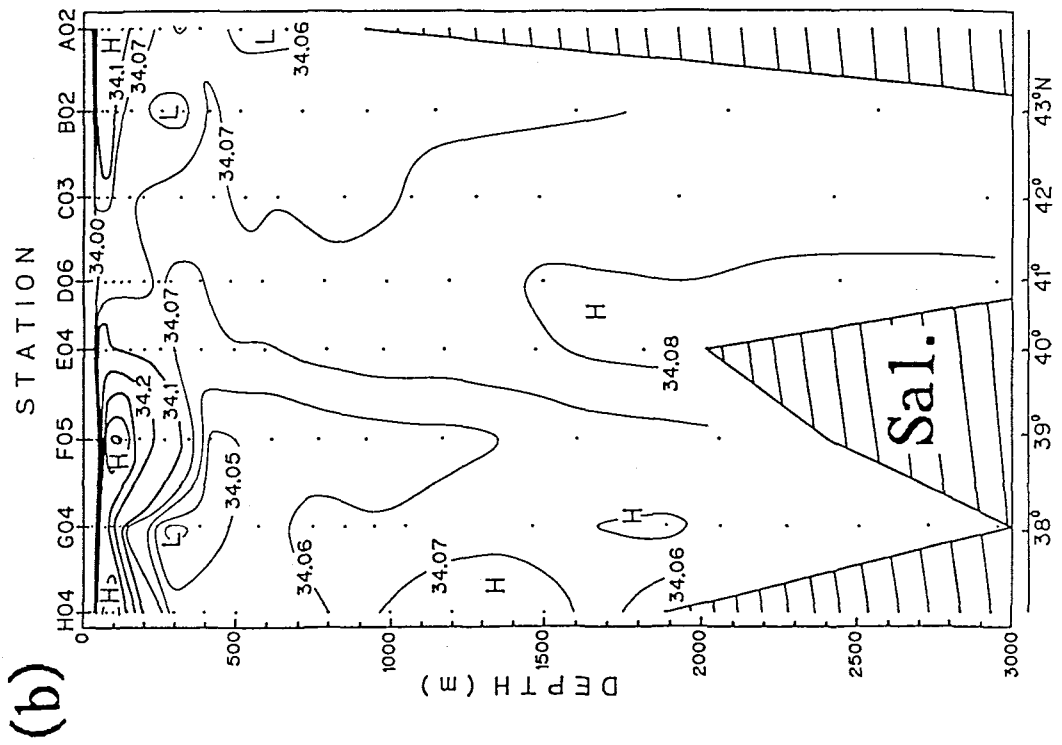 (b)
STATION
H04 G04 F05 E04 D06 C03 B02 A02
34.00
H H H
34.2 34.1 34.07 34.1 34.07
L L L
34.05 34.07 34.06
34.06 34.07 H 34.06
H
H 34.08
Sal.
0
500
1000
1500
2000
2500
3000
DEPTH (m)
38° 39° 40° 41° 42° 43°N